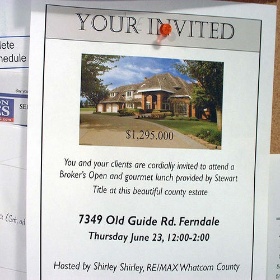 YOUR INVITED
$1,295,000
You and your clients are cordially invited to attend a
Broker's Open and gourmet lunch provided by Stewart
Title at this beautiful county estate
7349 Old Guide Rd. Ferndale
Thursday June 23, 12:00-2:00
Hosted by Shirley Shirley, RE/MAX Whatcom County